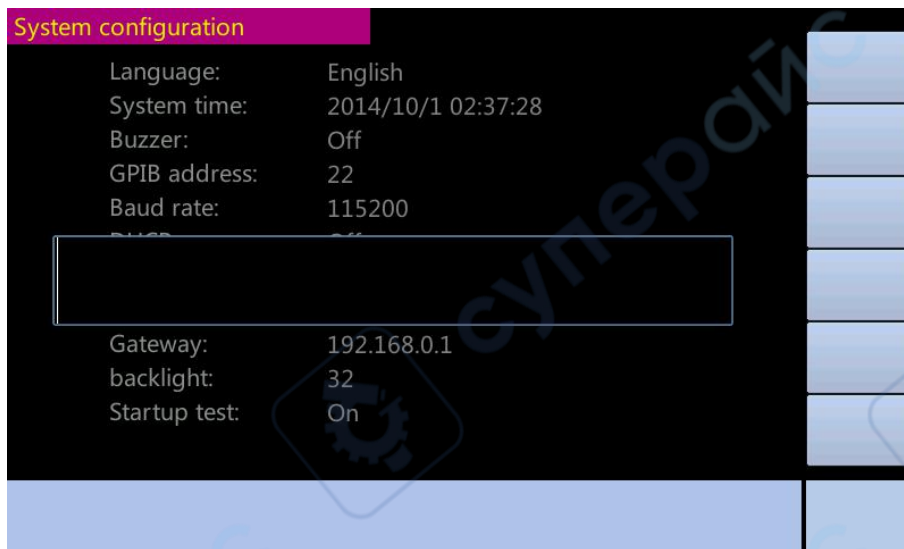 System configuration
Language: English
System time: 2014/10/1 02:37:28
Buzzer: Off
GPIB address: 22
Baud rate: 115200
Gateway: 192.168.0.1
backlight: 32
Startup test: On
суперайс